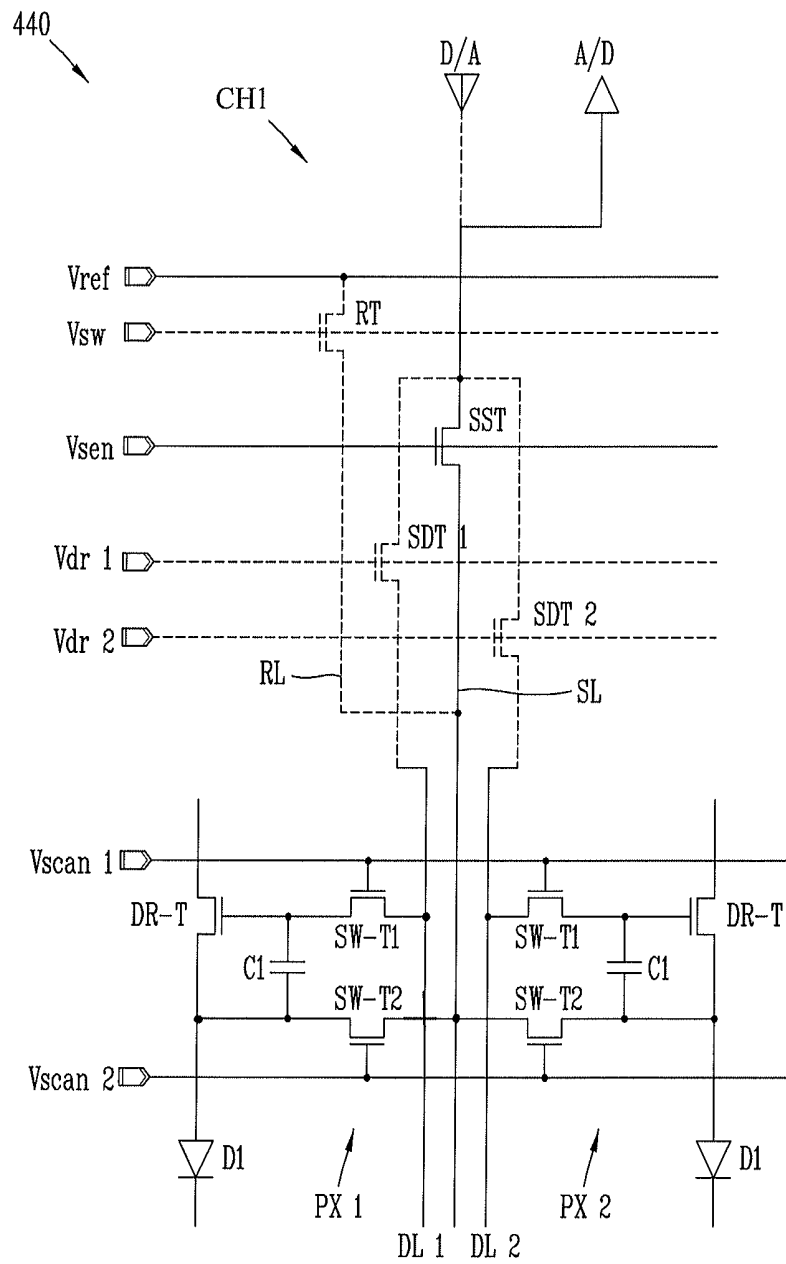 440
D/A
A/D
CH1
Vref
RT
Vsw
SST
Vsen
SDT 1
Vdr 1
SDT 2
Vdr 2
RL
SL
Vscan 1
DR-T
SW-T1
SW-T1
DR-T
C1
C1
SW-T2
SW-T2
Vscan 2
D1
D1
PX 1
PX 2
DL 1
DL 2